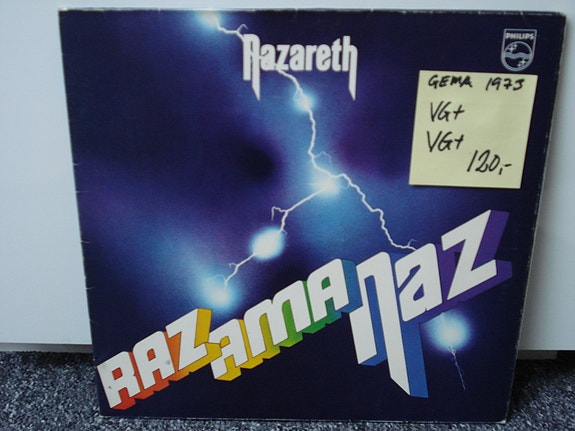 Nazareth
PHILIPS
GEMA 1973
VG+
VG+
120,-
RAZAMANAZ